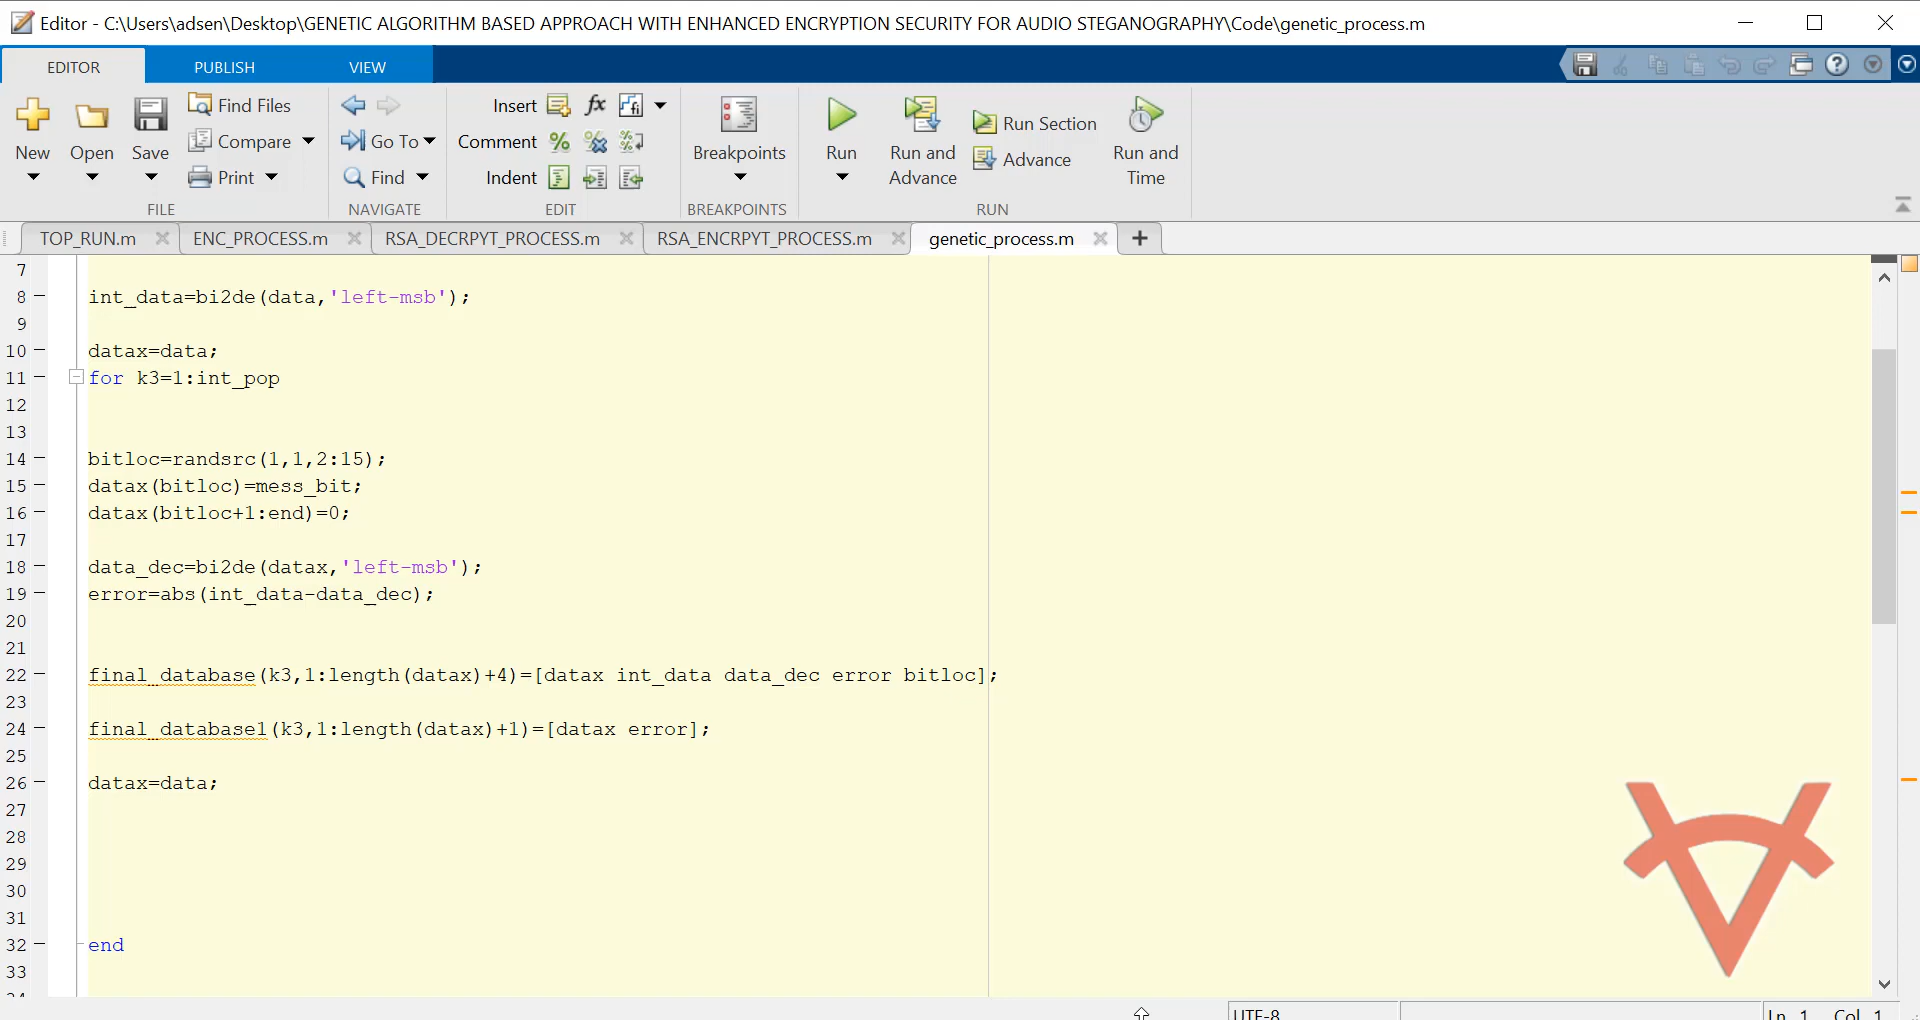 Editor - C:\Users\adsen\Desktop\GENETIC ALGORITHM BASED APPROACH WITH ENHANCED ENCRYPTION SECURITY FOR AUDIO STEGANOGRAPHY\Code\genetic_process.m
EDITOR PUBLISH VIEW
New Open Save Find Files Compare Print
FILE
Go To Find
NAVIGATE
Insert fx fi
Comment
Indent
EDIT
Breakpoints
BREAKPOINTS
Run Run and Advance Run Section Advance Run and Time
RUN
TOP_RUN.m ENC_PROCESS.m RSA_DECRPYT_PROCESS.m RSA_ENCRPYT_PROCESS.m genetic_process.m +
7
8 – int_data=bi2de(data,'left-msb');
9
10 – datax=data;
11 – for k3=1:int_pop
12
13
14 – bitloc=randsrc(1,1,2:15);
15 – datax(bitloc)=mess_bit;
16 – datax(bitloc+1:end)=0;
17
18 – data_dec=bi2de(datax,'left-msb');
19 – error=abs(int_data-data_dec);
20
21
22 – final_database(k3,1:length(datax)+4)=[datax int_data data_dec error bitloc];
23
24 – final_database1(k3,1:length(datax)+1)=[datax error];
25
26 – datax=data;
27
28
29
30
31
32 – end
33
UTF-8 Ln 1 Col 1